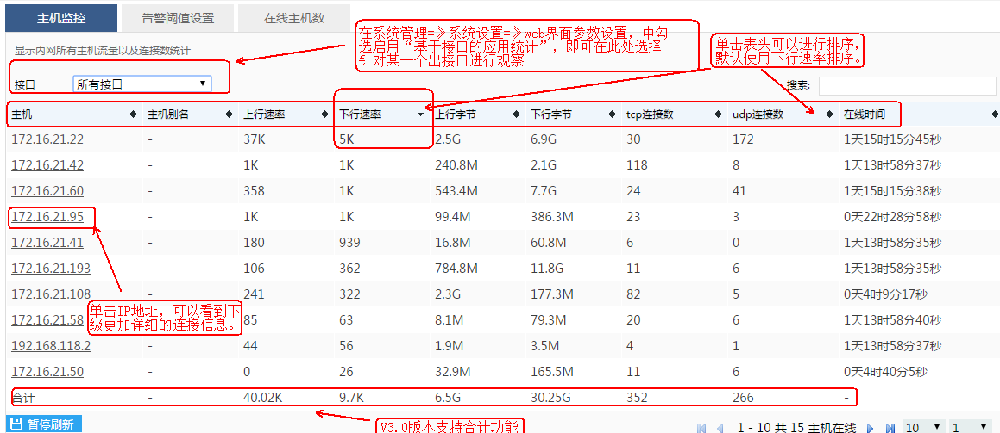 主机监控 告警阈值设置 在线主机数
显示内网所有主机流量以及连接数统计
在系统管理=》系统设置=》web界面参数设置，中勾
选启用“基于接口的应用统计”，即可在此处选择
针对某一个出接口进行观察
单击表头可以进行排序，
默认使用下行速率排序。
接口 所有接口
搜索:
主机 主机别名 上行速率 下行速率 上行字节 下行字节 tcp连接数 udp连接数 在线时间
172.16.21.22 - 37K 5K 2.5G 6.9G 30 172 1天15时15分45秒
172.16.21.42 - 1K 1K 240.8M 2.1G 118 8 1天13时58分37秒
172.16.21.60 - 358 1K 543.4M 7.7G 24 41 1天15时15分38秒
172.16.21.95 - 1K 1K 99.4M 386.3M 23 3 0天22时28分58秒
172.16.21.41 - 180 939 16.8M 60.8M 6 0 1天13时58分35秒
172.16.21.193 - 106 362 784.8M 11.8G 11 6 1天13时58分35秒
172.16.21.108 - 241 322 2.3G 177.3M 82 5 0天4时9分17秒
单击IP地址，可以看到下
级更加详细的连接信息。
172.16.21.58 85 63 8.1M 79.3M 20 6 1天13时58分40秒
192.168.118.2 - 44 56 1.9M 3.5M 4 1 1天13时58分37秒
172.16.21.50 - 0 26 32.9M 165.5M 11 6 0天4时40分5秒
合计 - 40.02K 9.7K 6.5G 30.25G 352 266 -
暂停刷新
V3.0版本支持合计功能
1 - 10 共 15 主机在线 10 1